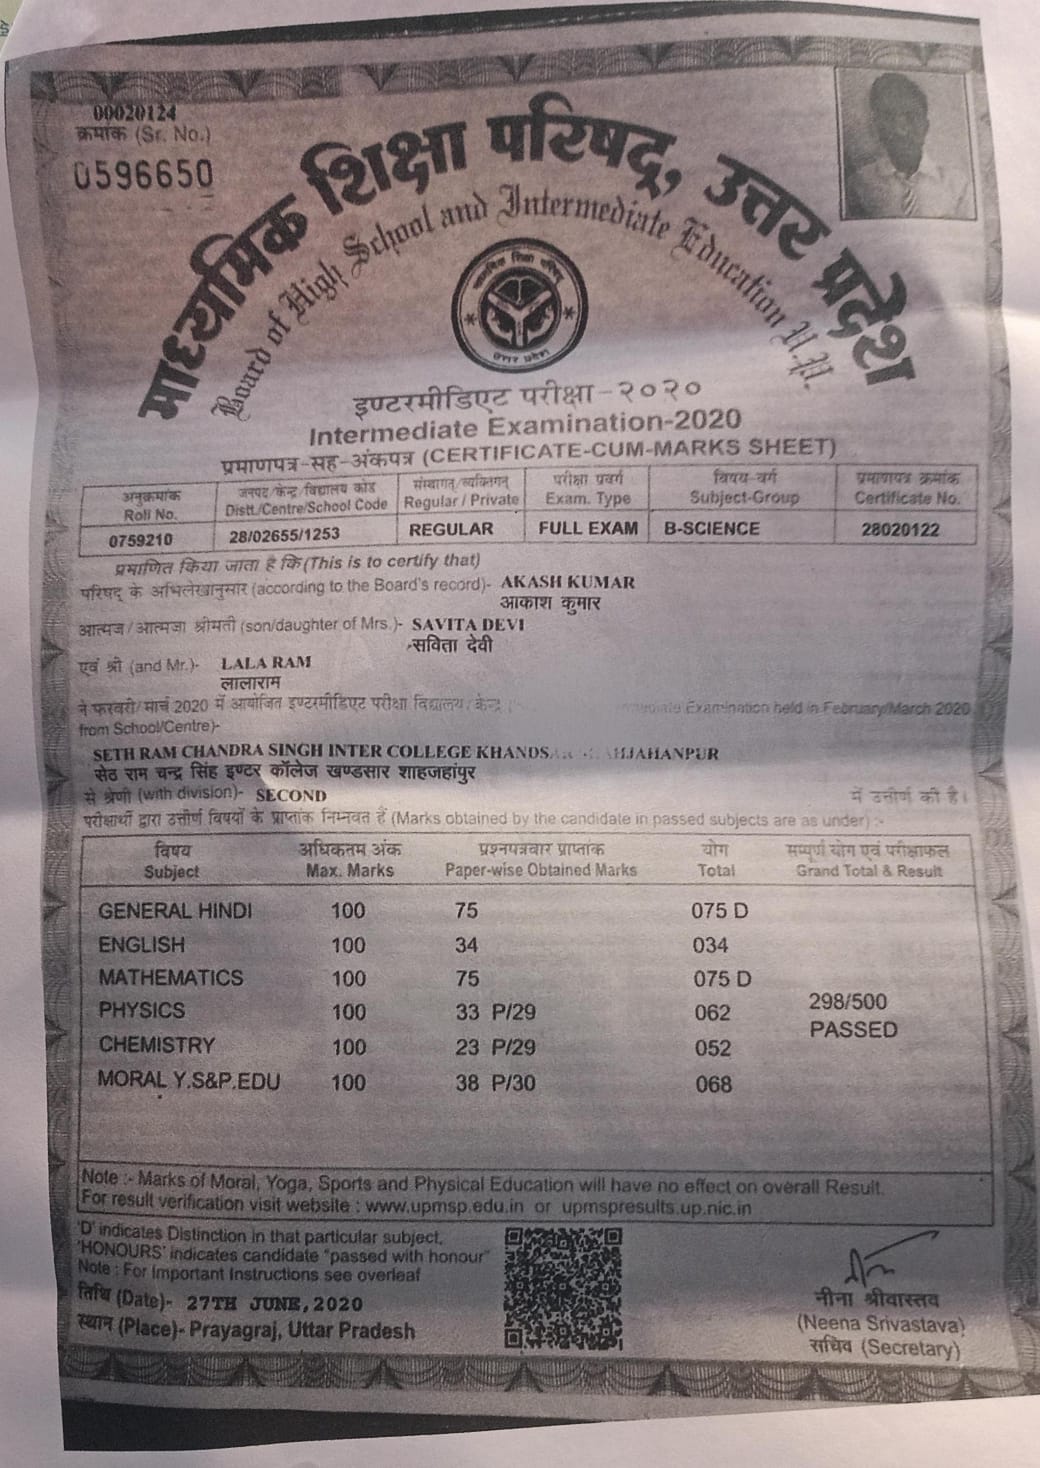 00020124
क्रमांक (Sr. No.)
0596650
माध्यमिक शिक्षा परिषद्, उत्तर प्रदेश
Board of High School and Intermediate Education U.P.
माध्यमिक शिक्षा परिषद्
उत्तर प्रदेश
इण्टरमीडिएट परीक्षा-२०२०
Intermediate Examination-2020
प्रमाणपत्र-सह-अंकपत्र (CERTIFICATE-CUM-MARKS SHEET)
अनुक्रमांक जनपद/केन्द्र/विद्यालय कोड संस्थागत/व्यक्तिगत परीक्षा प्रवर्ग विषय-वर्ग प्रमाणपत्र क्रमांक
Roll No. Distt./Centre/School Code Regular / Private Exam. Type Subject-Group Certificate No.
0759210 28/02655/1253 REGULAR FULL EXAM B-SCIENCE 28020122
प्रमाणित किया जाता है कि (This is to certify that)
परिषद् के अभिलेखानुसार (according to the Board's record)- AKASH KUMAR
आकाश कुमार
आत्मज/आत्मजा श्रीमती (son/daughter of Mrs.)- SAVITA DEVI
सविता देवी
एवं श्री (and Mr.)- LALA RAM
लालाराम
ने फरवरी/मार्च 2020 में आयोजित इण्टरमीडिएट परीक्षा विद्यालय/केन्द्र Examination held in February/March 2020
from School/Centre)-
SETH RAM CHANDRA SINGH INTER COLLEGE
सेठ राम चन्द्र सिंह इण्टर कॉलेज खण्डसार शाहजहांपुर
से श्रेणी (with division)- SECOND में उत्तीर्ण की है।
परीक्षार्थी द्वारा उत्तीर्ण विषयों के प्राप्तांक निम्नवत हैं (Marks obtained by the candidate in passed subjects are as under) :-
विषय अधिकतम अंक प्रश्नपत्रवार प्राप्तांक योग सम्पूर्ण योग एवं परीक्षाफल
Subject Max. Marks Paper-wise Obtained Marks Total Grand Total & Result
GENERAL HINDI 100 75 075 D
ENGLISH 100 34 034
MATHEMATICS 100 75 075 D
PHYSICS 100 33 P/29 062 298/500
CHEMISTRY 100 23 P/29 052 PASSED
MORAL Y.S&P.EDU 100 38 P/30 068
Note :- Marks of Moral, Yoga, Sports and Physical Education will have no effect on overall Result.
For result verification visit website : www.upmsp.edu.in or upmspresults.up.nic.in
'D' indicates Distinction in that particular subject.
'HONOURS' indicates candidate "passed with honour"
Note : For Important Instructions see overleaf
तिथि (Date)- 27TH JUNE, 2020
स्थान (Place)- Prayagraj, Uttar Pradesh
नीना श्रीवास्तव
(Neena Srivastava)
सचिव (Secretary)